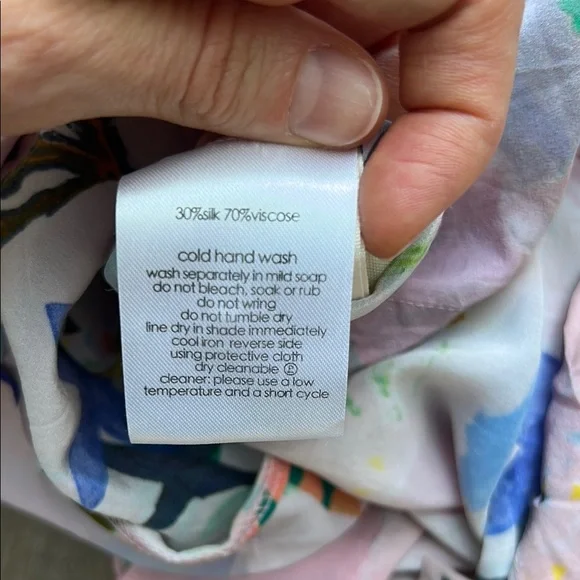 30%silk 70%viscose
cold hand wash
wash separately in mild soap
do not bleach, soak or rub
do not wring
do not tumble dry
line dry in shade immediately
cool iron reverse side
using protective cloth
dry cleanable Ⓟ
cleaner: please use a low
temperature and a short cycle